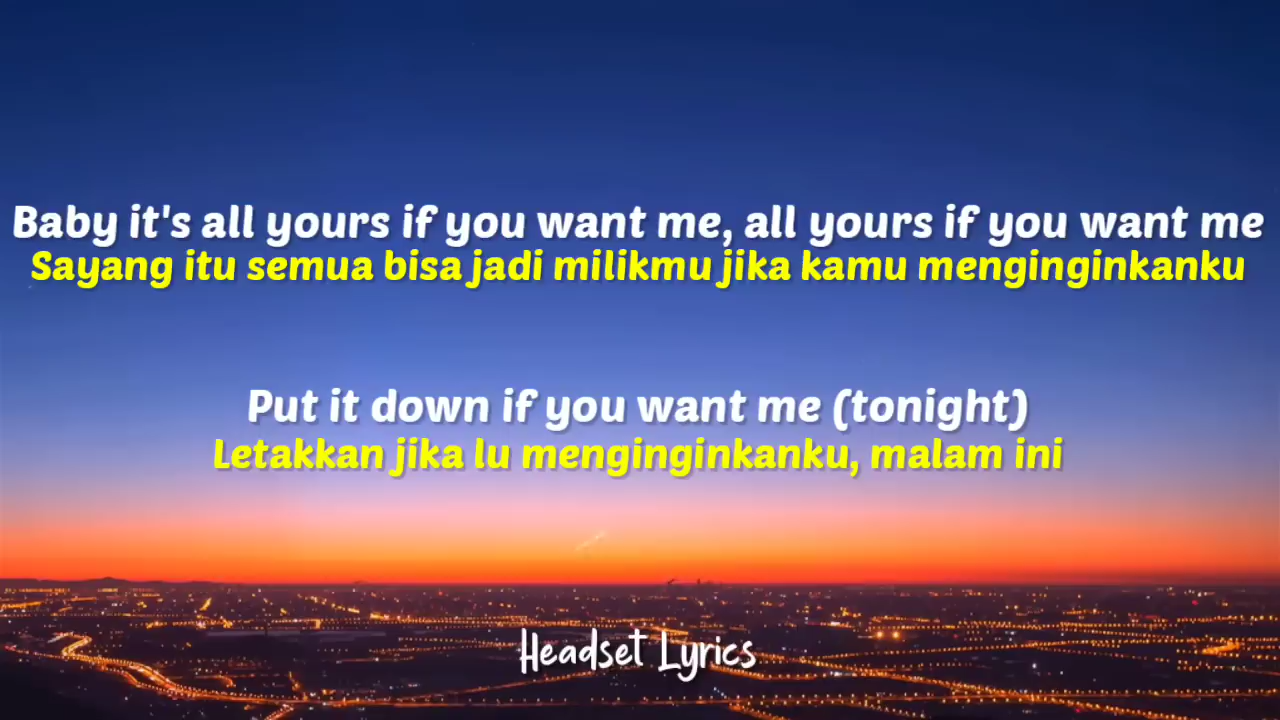 Baby it's all yours if you want me, all yours if you want me
Sayang itu semua bisa jadi milikmu jika kamu menginginkanku
Put it down if you want me (tonight)
Letakkan jika lu menginginkanku, malam ini
Headset Lyrics